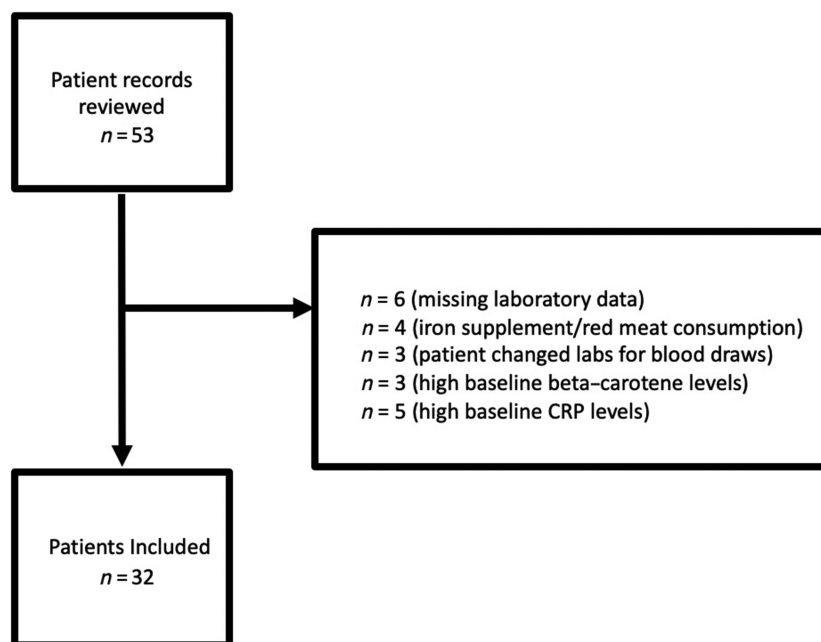 Patient records
reviewed
n = 53
n = 6 (missing laboratory data)
n = 4 (iron supplement/red meat consumption)
n = 3 (patient changed labs for blood draws)
n = 3 (high baseline beta–carotene levels)
n = 5 (high baseline CRP levels)
Patients Included
n = 32